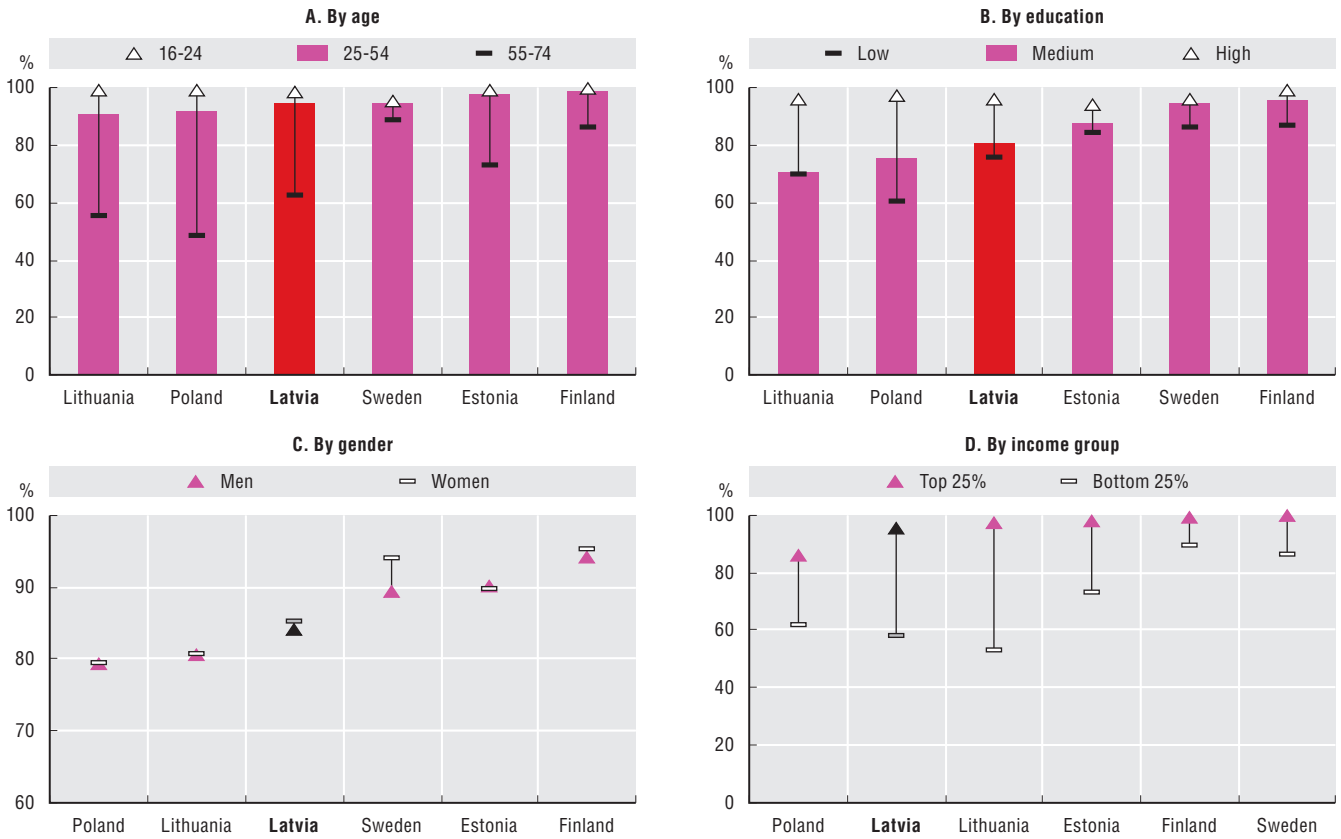 A. By age
16-24 25-54 55-74
%
100
80
60
40
20
0
Lithuania Poland Latvia Sweden Estonia Finland
B. By education
Low Medium High
%
100
80
60
40
20
0
Lithuania Poland Latvia Estonia Sweden Finland
C. By gender
Men Women
%
100
90
80
70
60
Poland Lithuania Latvia Sweden Estonia Finland
D. By income group
Top 25% Bottom 25%
%
100
80
60
40
20
0
Poland Latvia Lithuania Estonia Finland Sweden